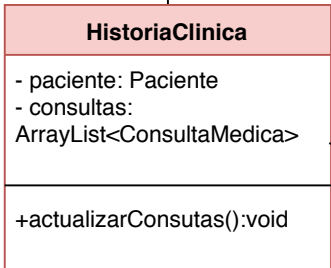 HistoriaClinica
- paciente: Paciente
- consultas:
ArrayList<ConsultaMedica>
+actualizarConsutas():void